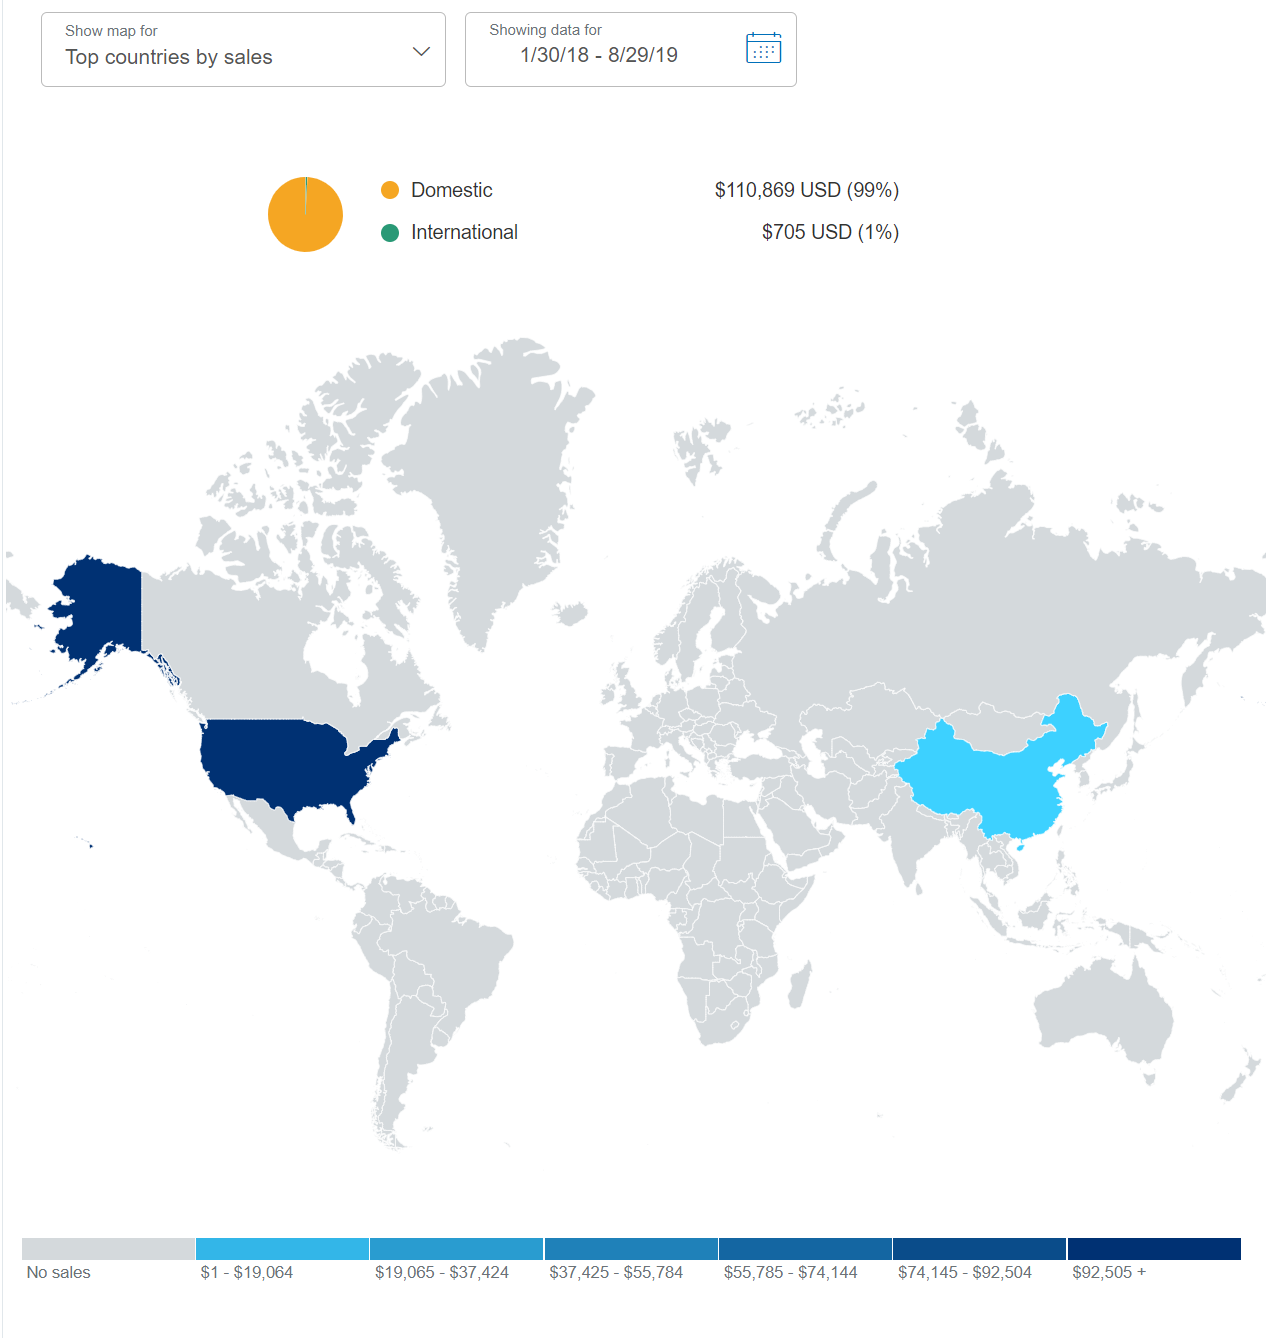 Show map for
Top countries by sales
Showing data for
1/30/18 - 8/29/19
Domestic $110,869 USD (99%)
International $705 USD (1%)
No sales $1 - $19,064 $19,065 - $37,424 $37,425 - $55,784 $55,785 - $74,144 $74,145 - $92,504 $92,505 +